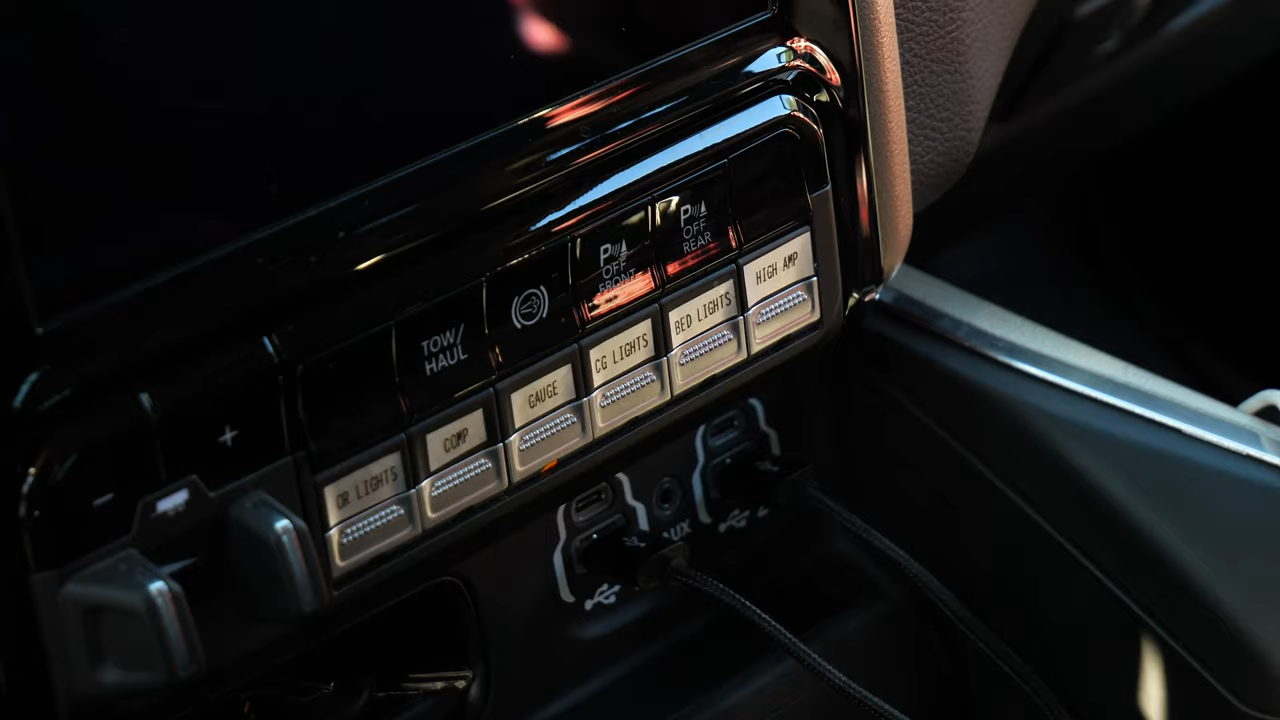 TOW/
HAUL
P
OFF
FRONT
P
OFF
REAR
OR LIGHTS
COMP
GAUGE
CG LIGHTS
BED LIGHTS
HIGH AMP
AUX